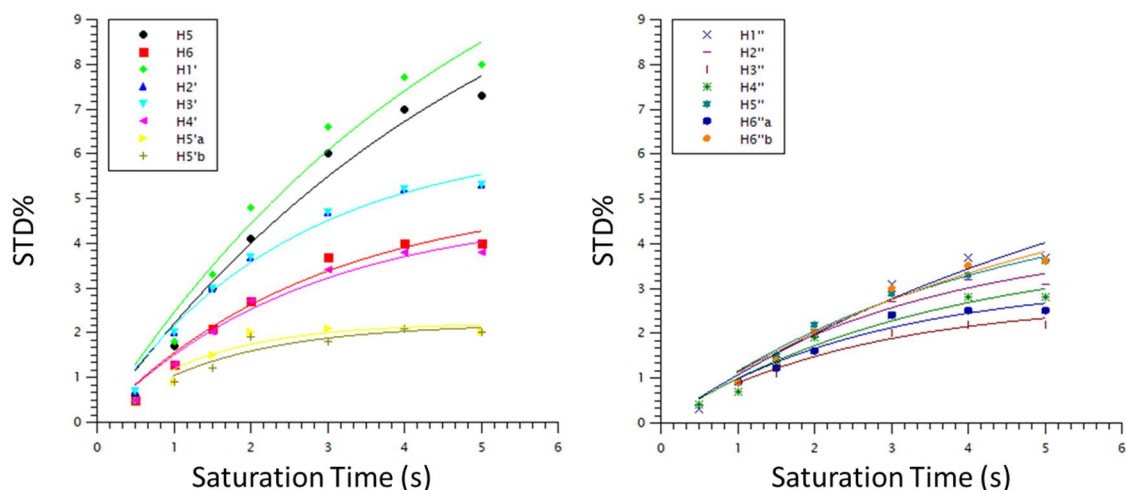 9
8
7
6
5
4
3
2
1
0
STD%
H5
H6
H1'
H2'
H3'
H4'
H5'a
H5'b
0 1 2 3 4 5 6
Saturation Time (s)
9
8
7
6
5
4
3
2
1
0
STD%
H1''
H2''
H3''
H4''
H5''
H6''a
H6''b
0 1 2 3 4 5 6
Saturation Time (s)